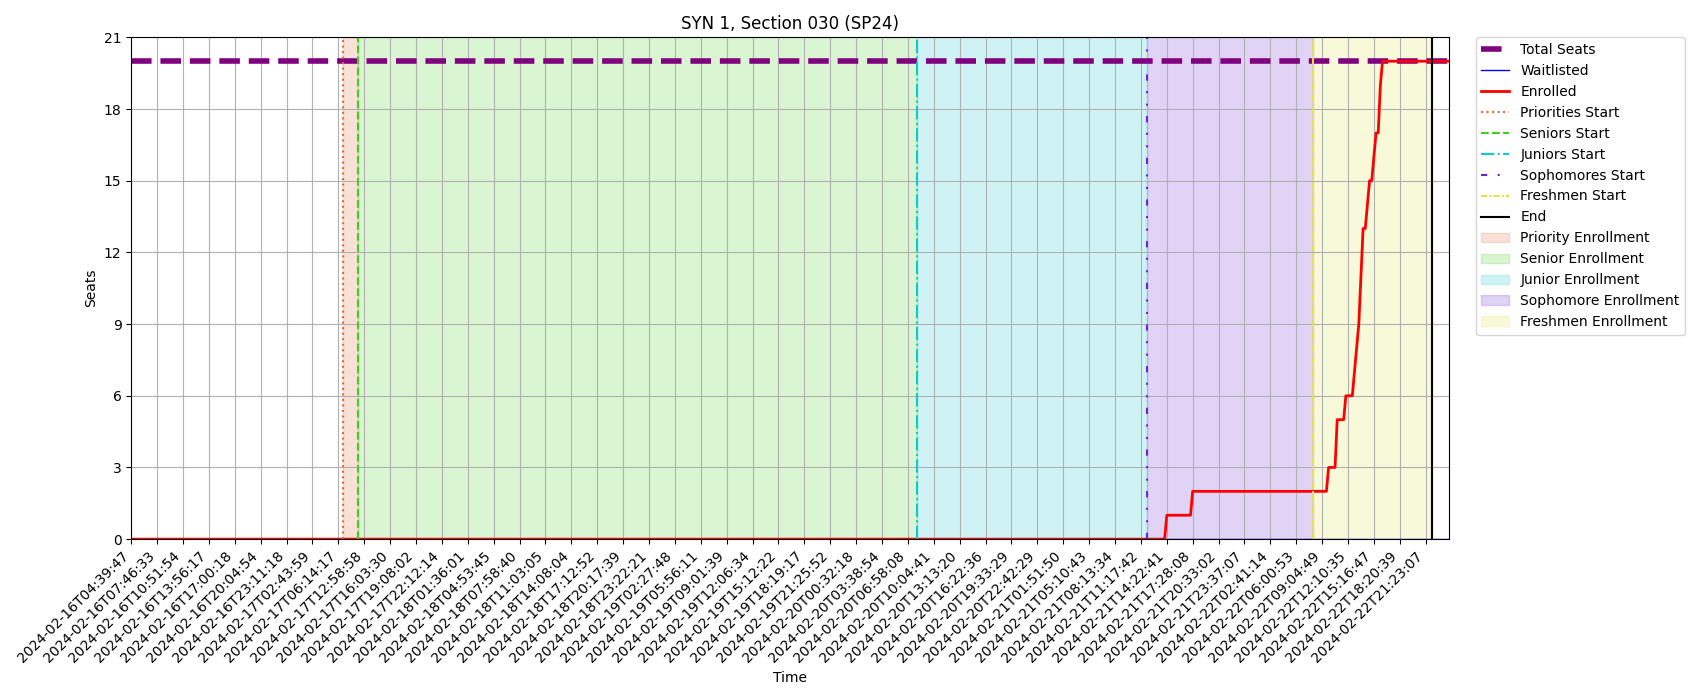 SYN 1, Section 030 (SP24)
21
18
15
12
9
6
3
0
Seats
2024-02-16T04:39:47
2024-02-16T07:46:33
2024-02-16T10:51:54
2024-02-16T13:56:17
2024-02-16T17:00:18
2024-02-16T20:04:54
2024-02-16T23:11:18
2024-02-17T02:43:59
2024-02-17T06:14:17
2024-02-17T12:58:58
2024-02-17T16:03:30
2024-02-17T19:08:02
2024-02-17T22:12:14
2024-02-18T01:36:01
2024-02-18T04:53:45
2024-02-18T07:58:40
2024-02-18T11:03:05
2024-02-18T14:08:04
2024-02-18T17:12:52
2024-02-18T20:17:39
2024-02-18T23:22:21
2024-02-19T02:27:48
2024-02-19T05:56:11
2024-02-19T09:01:39
2024-02-19T12:06:34
2024-02-19T15:12:22
2024-02-19T18:19:17
2024-02-19T21:25:52
2024-02-20T00:32:18
2024-02-20T03:38:54
2024-02-20T06:58:08
2024-02-20T10:04:41
2024-02-20T13:13:20
2024-02-20T16:22:36
2024-02-20T19:33:29
2024-02-20T22:42:29
2024-02-21T01:51:50
2024-02-21T05:10:43
2024-02-21T08:13:34
2024-02-21T11:17:42
2024-02-21T14:22:41
2024-02-21T17:28:08
2024-02-21T20:33:02
2024-02-21T23:37:07
2024-02-22T02:41:14
2024-02-22T06:00:53
2024-02-22T09:04:49
2024-02-22T12:10:35
2024-02-22T15:16:47
2024-02-22T18:20:39
2024-02-22T21:23:07
Time
Total Seats
Waitlisted
Enrolled
Priorities Start
Seniors Start
Juniors Start
Sophomores Start
Freshmen Start
End
Priority Enrollment
Senior Enrollment
Junior Enrollment
Sophomore Enrollment
Freshmen Enrollment